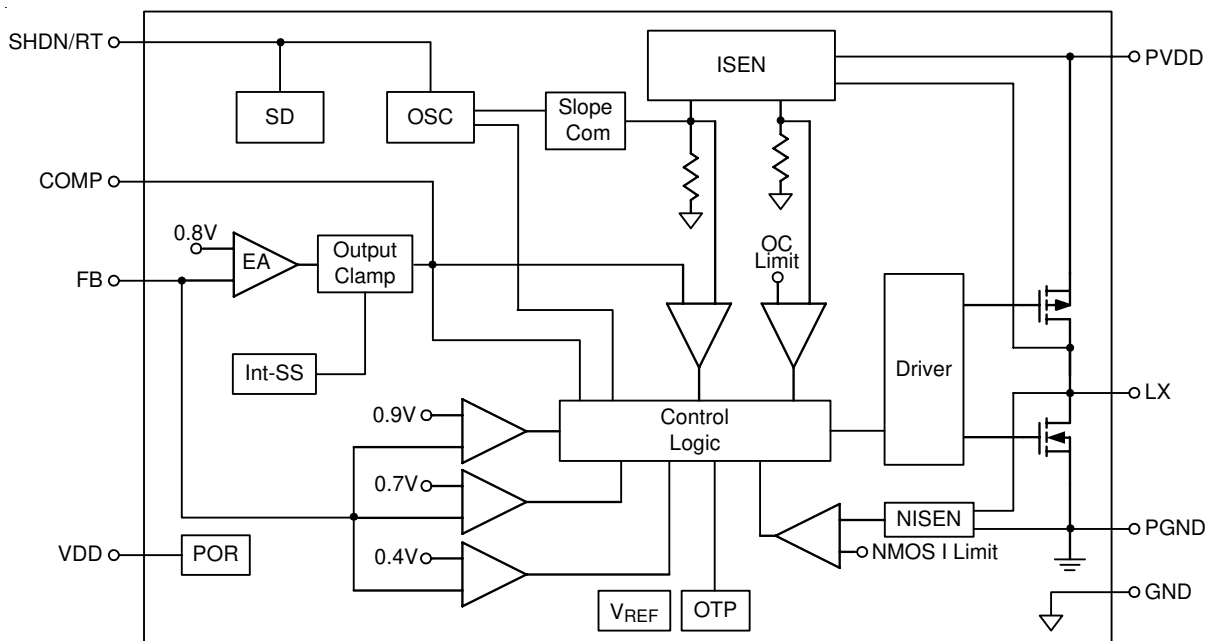 SHDN/RT
ISEN
PVDD
SD
OSC
Slope
Com
COMP
0.8V
EA
Output
Clamp
OC
Limit
FB
Int-SS
Driver
LX
0.9V
Control
Logic
0.7V
NISEN
PGND
NMOS I Limit
VDD
POR
0.4V
VREF
OTP
GND